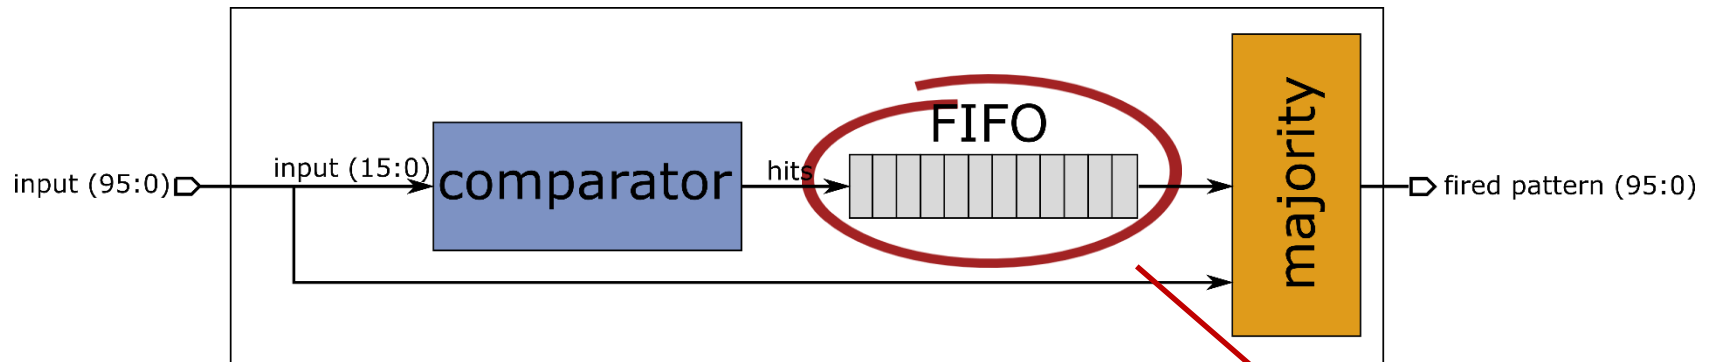 input (95:0)
input (15:0)
comparator
hits
FIFO
majority
fired pattern (95:0)